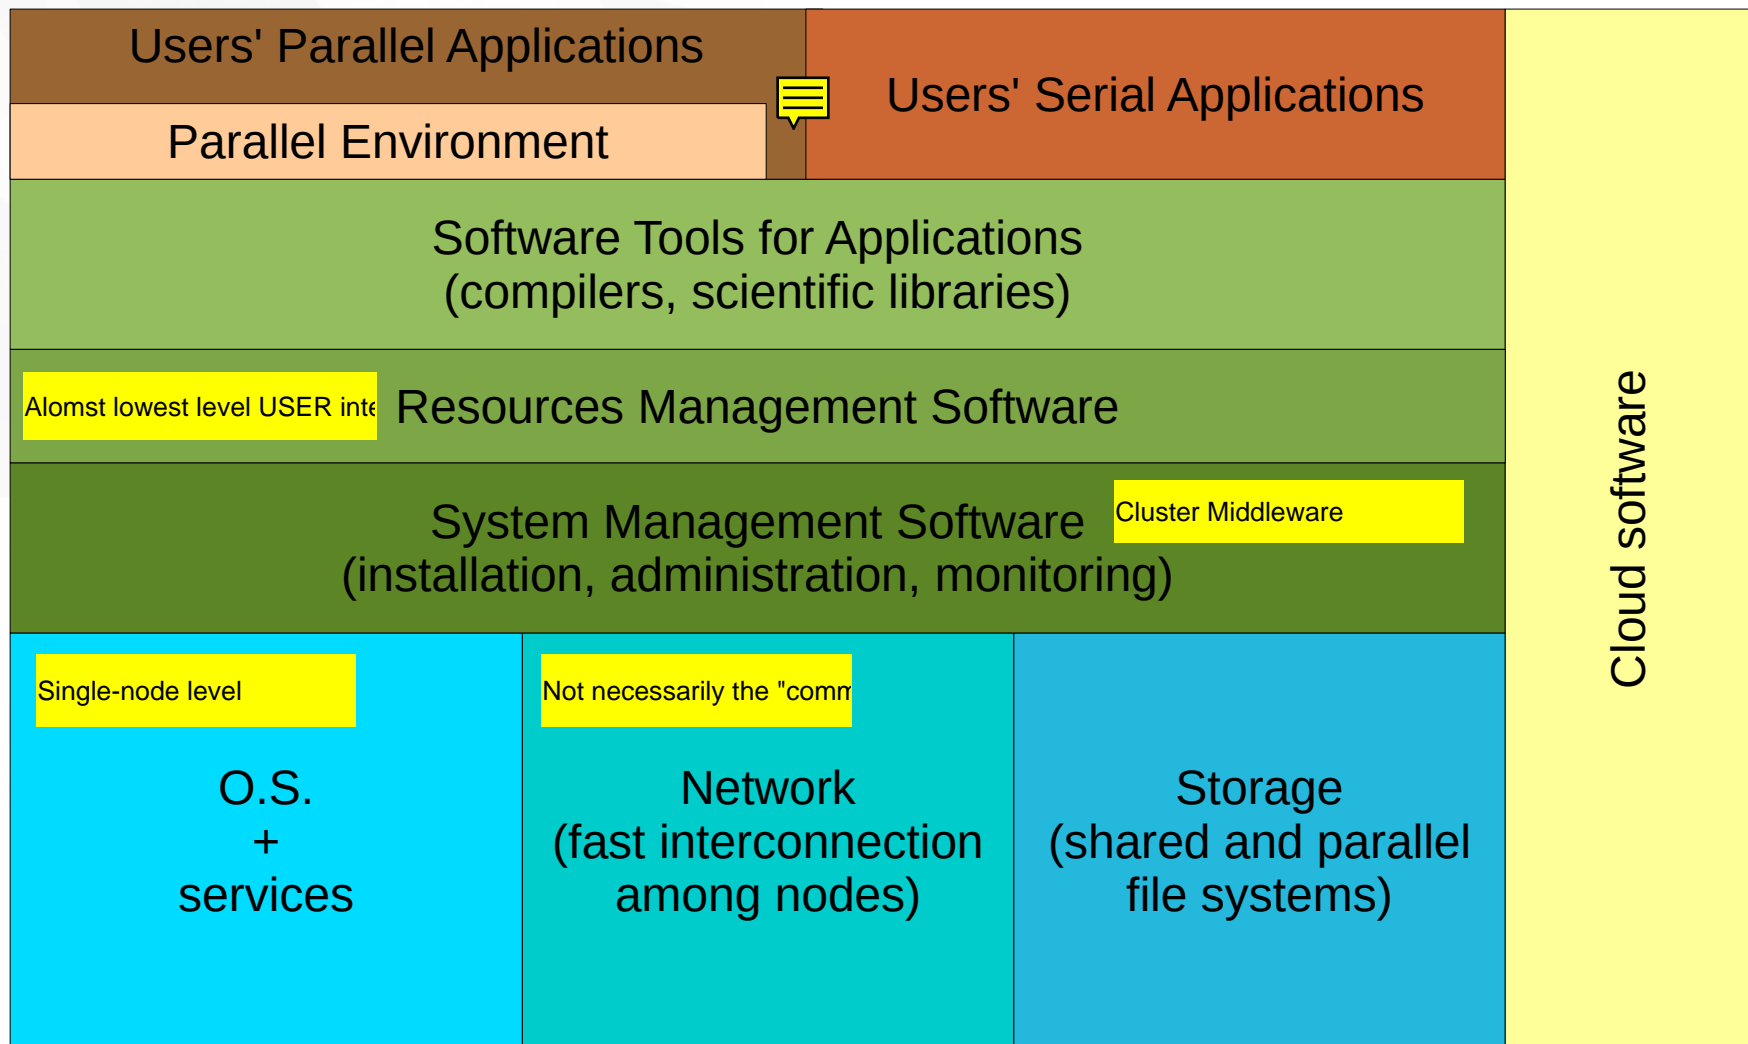 Users' Parallel Applications
Users' Serial Applications
Parallel Environment
Software Tools for Applications
(compilers, scientific libraries)
Alomst lowest level USER inte
Resources Management Software
System Management Software
Cluster Middleware
(installation, administration, monitoring)
Single-node level
O.S.
+
services
Not necessarily the "comm
Network
(fast interconnection
among nodes)
Storage
(shared and parallel
file systems)
Cloud software